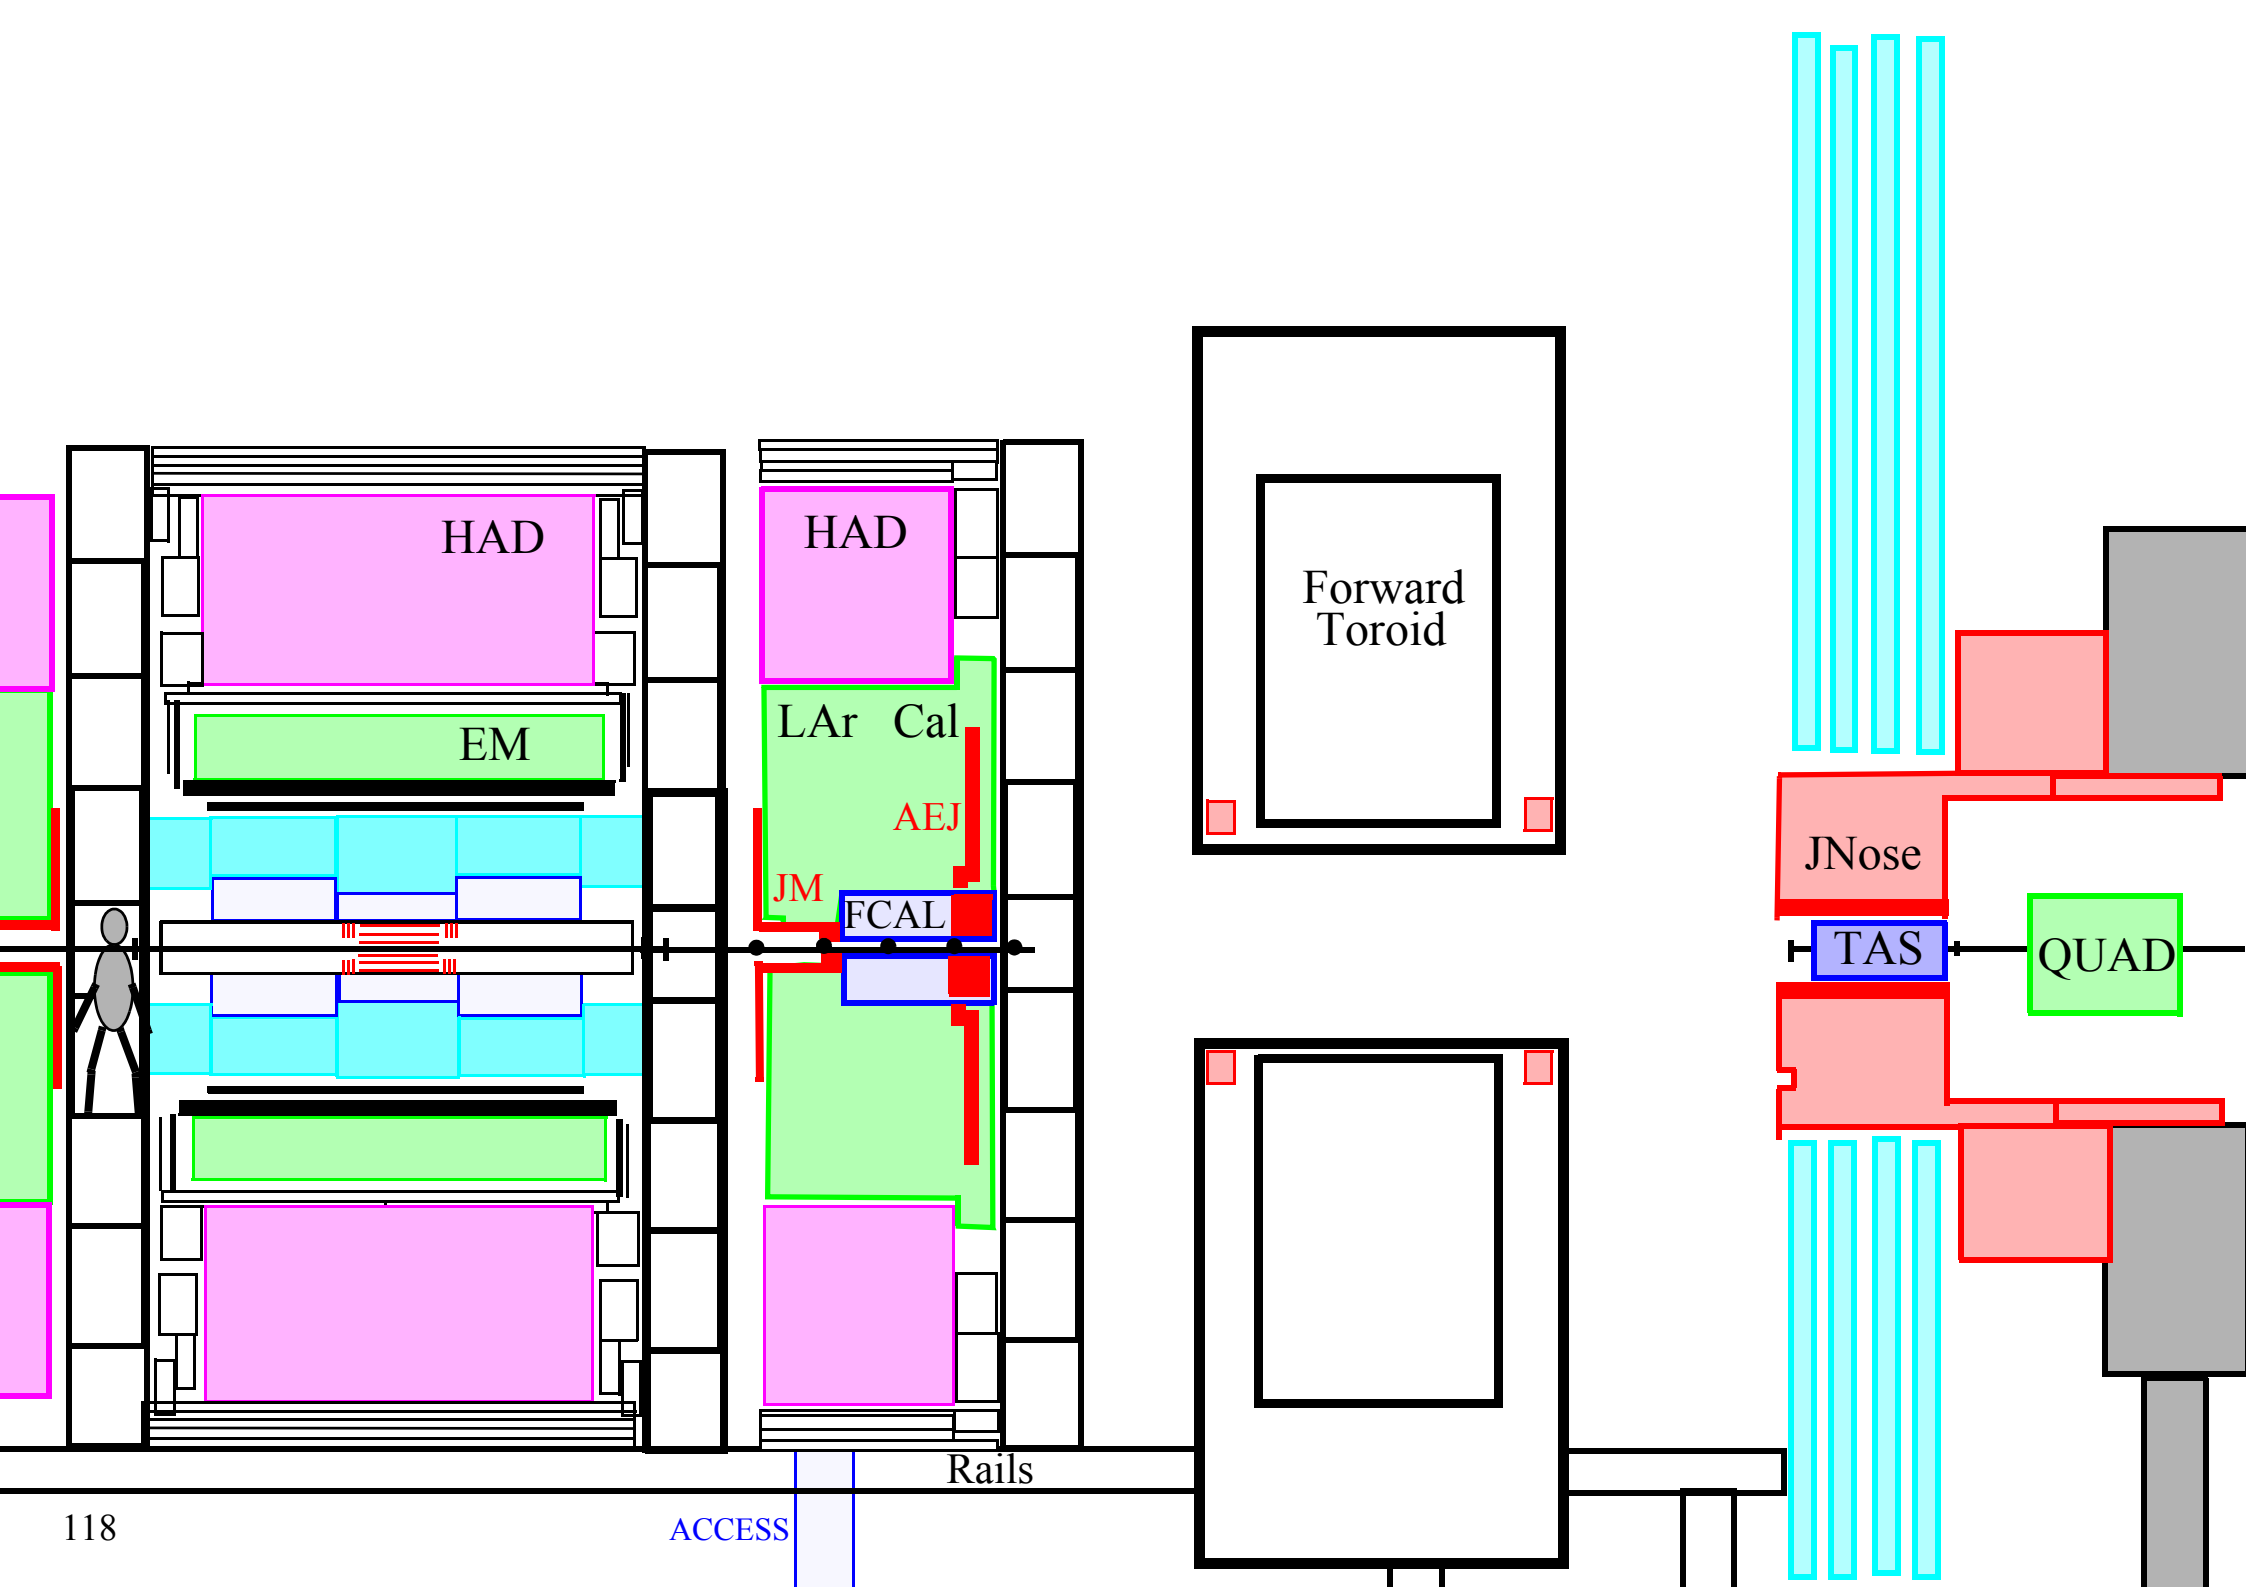 HAD
HAD
Forward
Toroid
LAr Cal
EM
AEJ
JNose
JM
FCAL
TAS
QUAD
Rails
118
ACCESS